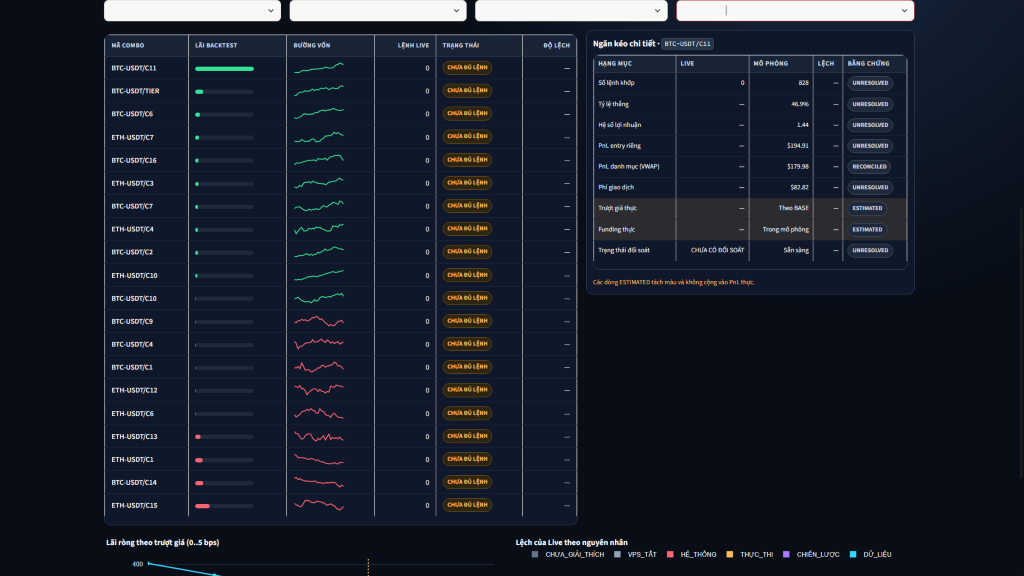 MÃ COMBO LÃI BACKTEST ĐƯỜNG VỐN LỆNH LIVE TRẠNG THÁI ĐỘ LỆCH
BTC-USDT/C11 0 CHƯA ĐỦ LỆNH —
BTC-USDT/TIER 0 CHƯA ĐỦ LỆNH —
BTC-USDT/C6 0 CHƯA ĐỦ LỆNH —
ETH-USDT/C7 0 CHƯA ĐỦ LỆNH —
BTC-USDT/C16 0 CHƯA ĐỦ LỆNH —
ETH-USDT/C3 0 CHƯA ĐỦ LỆNH —
BTC-USDT/C7 0 CHƯA ĐỦ LỆNH —
ETH-USDT/C4 0 CHƯA ĐỦ LỆNH —
BTC-USDT/C2 0 CHƯA ĐỦ LỆNH —
ETH-USDT/C10 0 CHƯA ĐỦ LỆNH —
BTC-USDT/C10 0 CHƯA ĐỦ LỆNH —
BTC-USDT/C9 0 CHƯA ĐỦ LỆNH —
BTC-USDT/C4 0 CHƯA ĐỦ LỆNH —
BTC-USDT/C1 0 CHƯA ĐỦ LỆNH —
ETH-USDT/C12 0 CHƯA ĐỦ LỆNH —
ETH-USDT/C6 0 CHƯA ĐỦ LỆNH —
ETH-USDT/C13 0 CHƯA ĐỦ LỆNH —
ETH-USDT/C1 0 CHƯA ĐỦ LỆNH —
BTC-USDT/C14 0 CHƯA ĐỦ LỆNH —
ETH-USDT/C15 0 CHƯA ĐỦ LỆNH —
Ngăn kéo chi tiết · BTC-USDT/C11
HẠNG MỤC LIVE MÔ PHỎNG LỆCH BẰNG CHỨNG
Số lệnh khớp 0 828 — UNRESOLVED
Tỷ lệ thắng — 46.9% — UNRESOLVED
Hệ số lợi nhuận — 1.44 — UNRESOLVED
PnL entry riêng — $194.91 — UNRESOLVED
PnL danh mục (VWAP) — $179.98 — RECONCILED
Phí giao dịch — $82.82 — UNRESOLVED
Trượt giá thực — Theo BASE — ESTIMATED
Funding thực — Trong mô phỏng — ESTIMATED
Trạng thái đối soát CHƯA CÓ ĐỐI SOÁT Sẵn sàng — UNRESOLVED
Các dòng ESTIMATED tách màu và không cộng vào PnL thực.
Lãi ròng theo trượt giá (0..5 bps)
400
Lệch của Live theo nguyên nhân
CHƯA_GIẢI_THÍCH VPS_TẮT HỆ_THỐNG THỰC_THI CHIẾN_LƯỢC DỮ_LIỆU